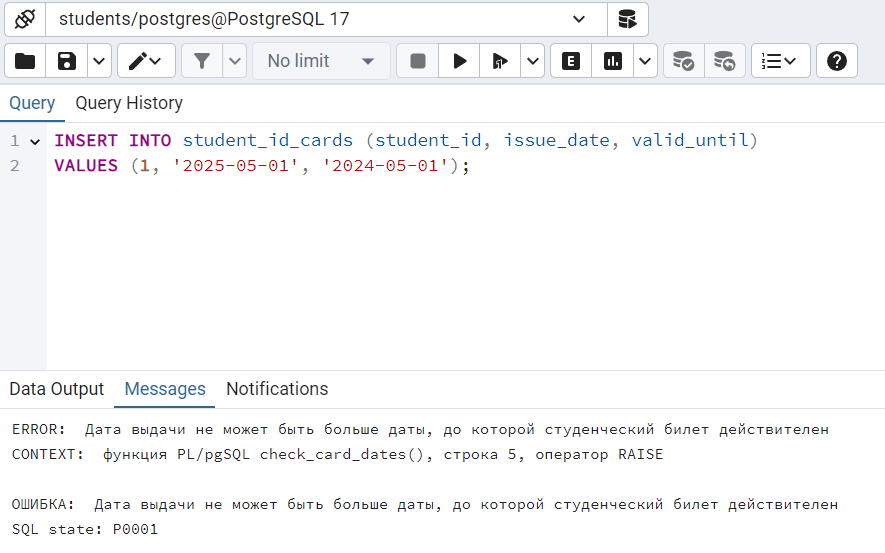 students/postgres@PostgreSQL 17
No limit
E
Query Query History
1 INSERT INTO student_id_cards (student_id, issue_date, valid_until)
2 VALUES (1, '2025-05-01', '2024-05-01');
Data Output Messages Notifications
ERROR: Дата выдачи не может быть больше даты, до которой студенческий билет действителен
CONTEXT: функция PL/pgSQL check_card_dates(), строка 5, оператор RAISE
ОШИБКА: Дата выдачи не может быть больше даты, до которой студенческий билет действителен
SQL state: P0001